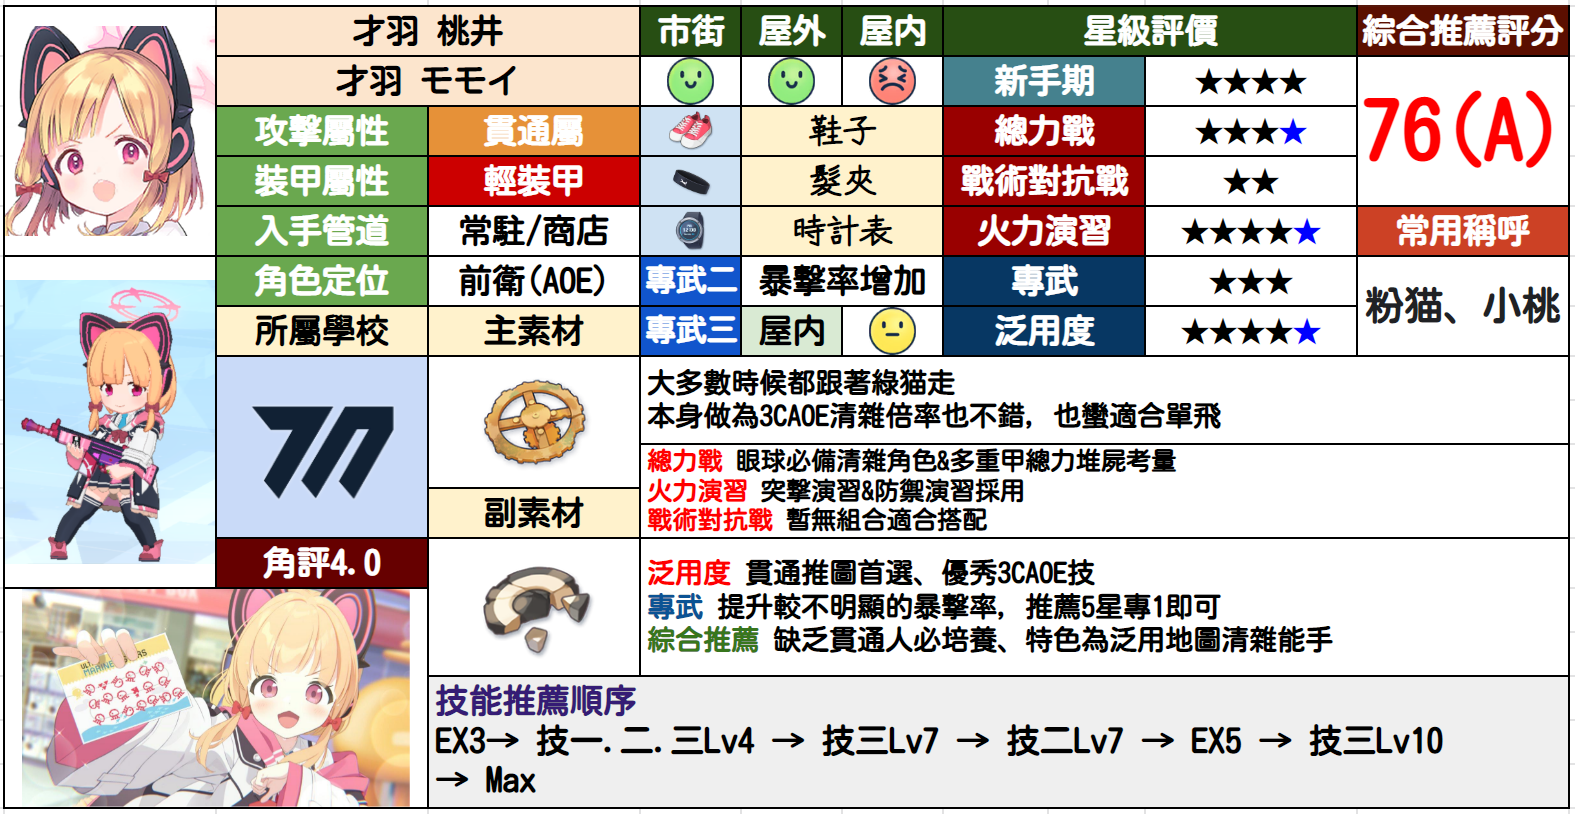 才羽 桃井
市街
屋外
屋内
星級評價
綜合推薦評分
才羽 モモイ
新手期
★★★★
76(A)
攻擊屬性
貫通屬
鞋子
總力戰
★★★★
裝甲屬性
輕裝甲
髮夾
戰術對抗戰
★★
入手管道
常駐/商店
時計表
火力演習
★★★★★
常用稱呼
角色定位
前衛(AOE)
專武二
暴擊率增加
專武
★★★
粉猫、小桃
所屬學校
主素材
專武三
屋内
泛用度
★★★★★
大多數時候都跟著綠猫走
本身做為3CAOE清雜倍率也不錯，也蠻適合單飛
總力戰 眼球必備清雜角色&多重甲總力堆屍考量
火力演習 突擊演習&防禦演習採用
戰術對抗戰 暫無組合適合搭配
副素材
角評4.0
泛用度 貫通推圖首選、優秀3CAOE技
專武 提升較不明顯的暴擊率，推薦5星專1即可
綜合推薦 缺乏貫通人必培養、特色為泛用地圖清雜能手
技能推薦順序
EX3→ 技一.二.三Lv4 → 技三Lv7 → 技二Lv7 → EX5 → 技三Lv10
→ Max